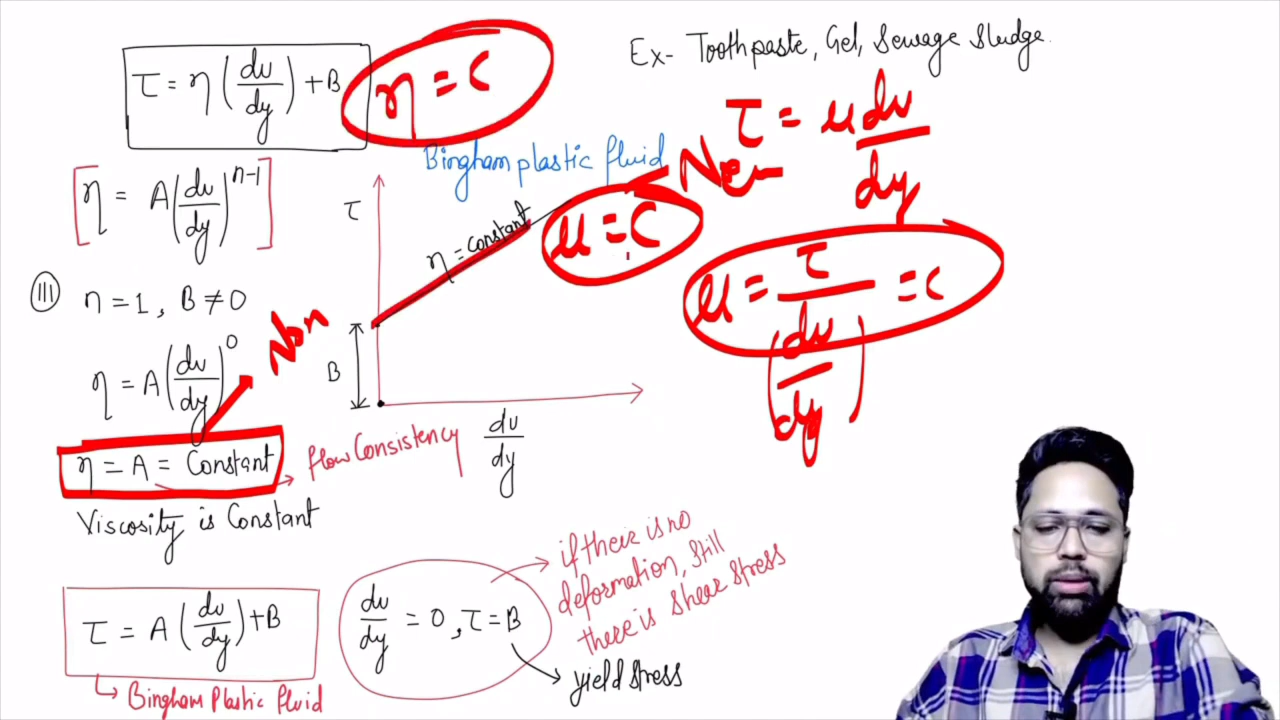 τ = η (du/dy) + B
η = C
Ex- Toothpaste, Gel, Sewage Sludge.
τ = μ du/dy
[η = A (du/dy)^(n-1)]
Bingham plastic fluid
New
τ
η = constant
μ = C
μ = τ/(du/dy) = C
III
n = 1, B ≠ 0
Non
η = A (du/dy)^0
B
du/dy
η = A = Constant
flow Consistency
Viscosity is Constant
τ = A (du/dy) + B
Bingham Plastic fluid
du/dy = 0, τ = B
if there is no
deformation, still
there is shear stress
yield stress